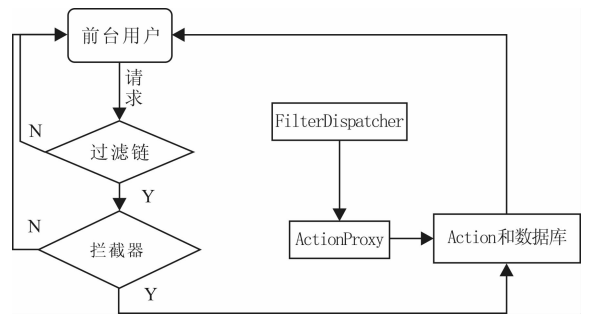 前台用户
请
求
N
过滤链
Y
N
拦截器
Y
FilterDispatcher
ActionProxy
Action和数据库